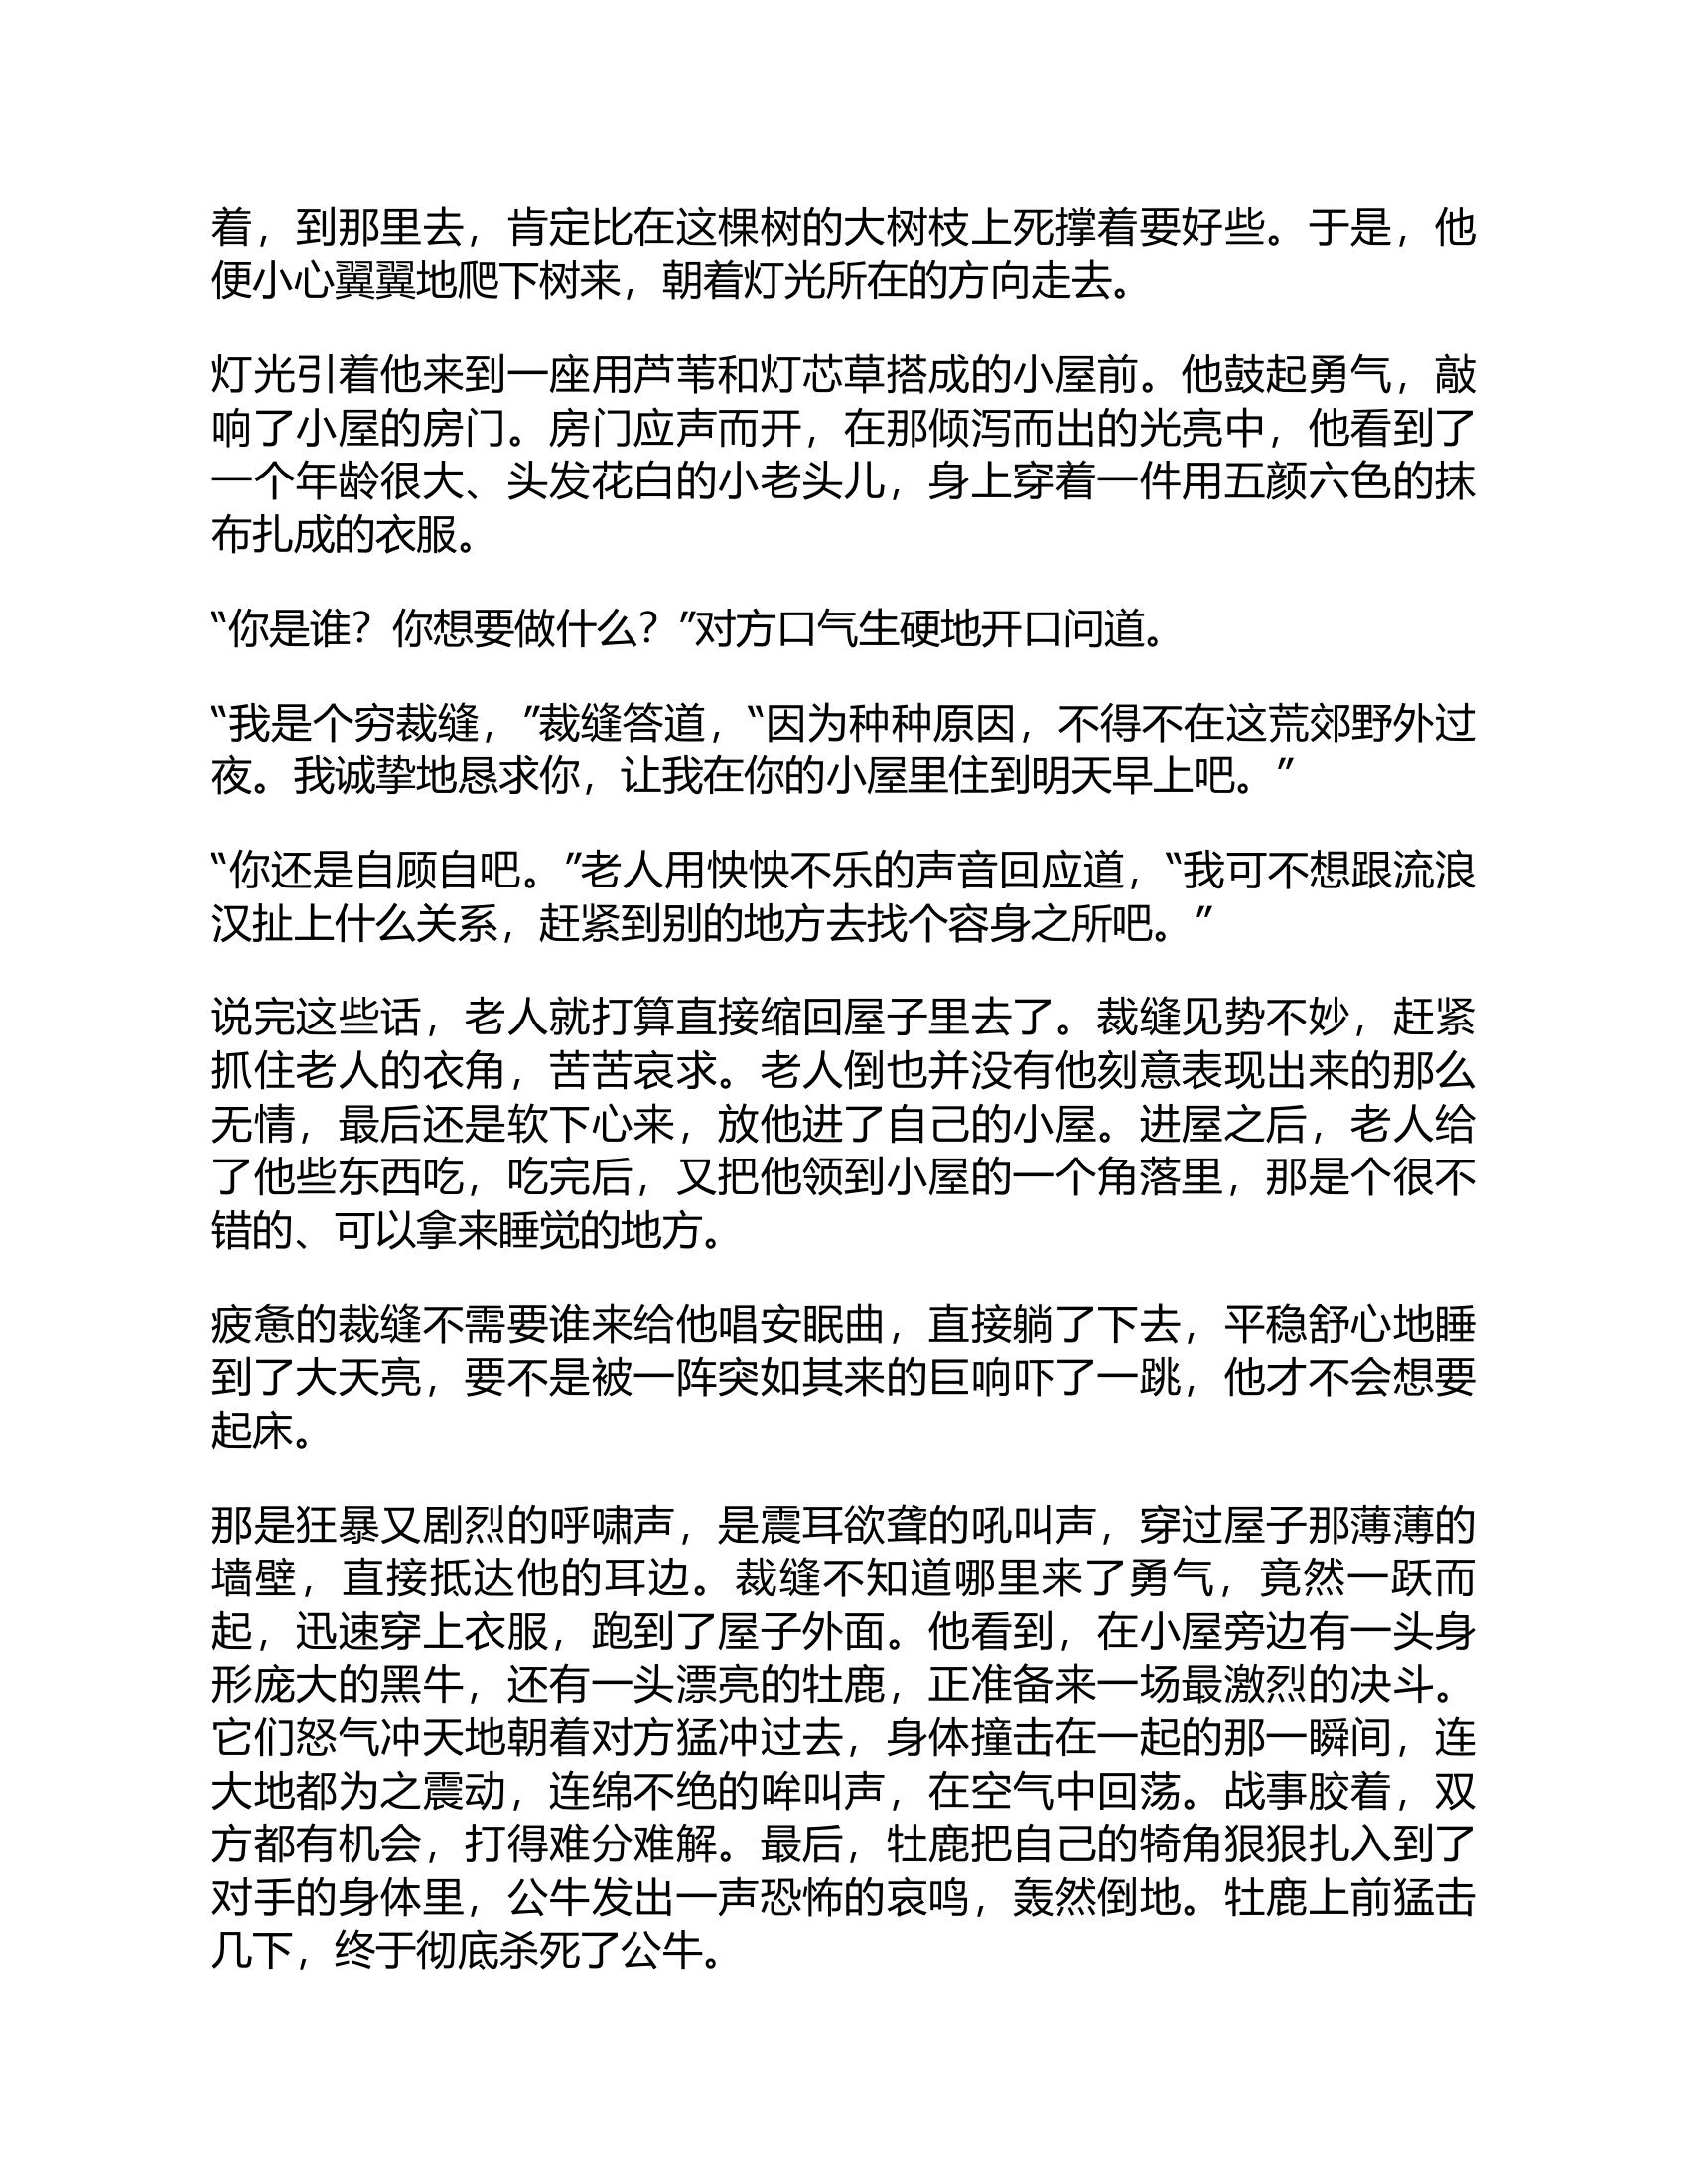 着，到那里去，肯定比在这棵树的大树枝上死撑着要好些。于是，他
便小心翼翼地爬下树来，朝着灯光所在的方向走去。
灯光引着他来到一座用芦苇和灯芯草搭成的小屋前。他鼓起勇气，敲
响了小屋的房门。房门应声而开，在那倾泻而出的光亮中，他看到了
一个年龄很大、头发花白的小老头儿，身上穿着一件用五颜六色的抹
布扎成的衣服。
“你是谁？你想要做什么？”对方口气生硬地开口问道。
“我是个穷裁缝，”裁缝答道，“因为种种原因，不得不在这荒郊野外过
夜。我诚挚地恳求你，让我在你的小屋里住到明天早上吧。”
“你还是自顾自吧。”老人用怏怏不乐的声音回应道，“我可不想跟流浪
汉扯上什么关系，赶紧到别的地方去找个容身之所吧。”
说完这些话，老人就打算直接缩回屋子里去了。裁缝见势不妙，赶紧
抓住老人的衣角，苦苦哀求。老人倒也并没有他刻意表现出来的那么
无情，最后还是软下心来，放他进了自己的小屋。进屋之后，老人给
了他些东西吃，吃完后，又把他领到小屋的一个角落里，那是个很不
错的、可以拿来睡觉的地方。
疲惫的裁缝不需要谁来给他唱安眠曲，直接躺了下去，平稳舒心地睡
到了大天亮，要不是被一阵突如其来的巨响吓了一跳，他才不会想要
起床。
那是狂暴又剧烈的呼啸声，是震耳欲聋的吼叫声，穿过屋子那薄薄的
墙壁，直接抵达他的耳边。裁缝不知道哪里来了勇气，竟然一跃而
起，迅速穿上衣服，跑到了屋子外面。他看到，在小屋旁边有一头身
形庞大的黑牛，还有一头漂亮的牡鹿，正准备来一场最激烈的决斗。
它们怒气冲天地朝着对方猛冲过去，身体撞击在一起的那一瞬间，连
大地都为之震动，连绵不绝的哞叫声，在空气中回荡。战事胶着，双
方都有机会，打得难分难解。最后，牡鹿把自己的犄角狠狠扎入到了
对手的身体里，公牛发出一声恐怖的哀鸣，轰然倒地。牡鹿上前猛击
几下，终于彻底杀死了公牛。